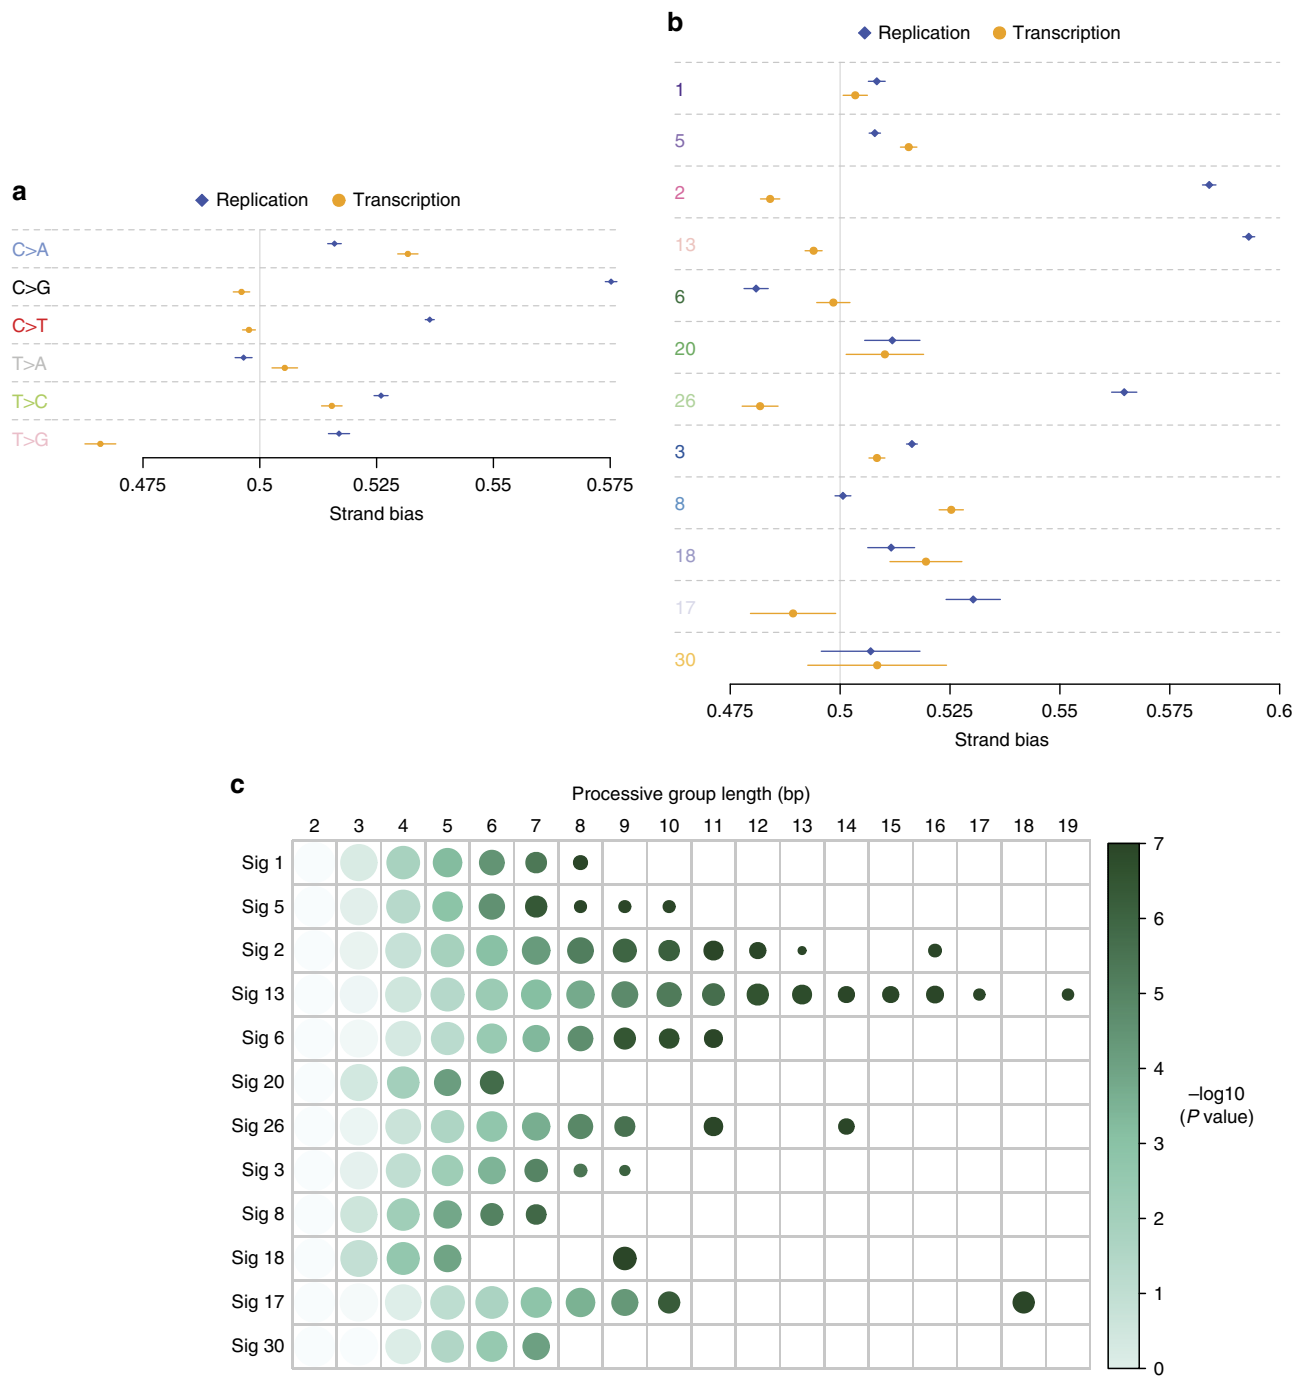 a
Replication Transcription
C>A
C>G
C>T
T>A
T>C
T>G
0.475 0.5 0.525 0.55 0.575
Strand bias
b
Replication Transcription
1
5
2
13
6
20
26
3
8
18
17
30
0.475 0.5 0.525 0.55 0.575 0.6
Strand bias
c
Processive group length (bp)
2 3 4 5 6 7 8 9 10 11 12 13 14 15 16 17 18 19
Sig 1
Sig 5
Sig 2
Sig 13
Sig 6
Sig 20
Sig 26
Sig 3
Sig 8
Sig 18
Sig 17
Sig 30
7
6
5
4
3
2
1
0
–log10
(P value)